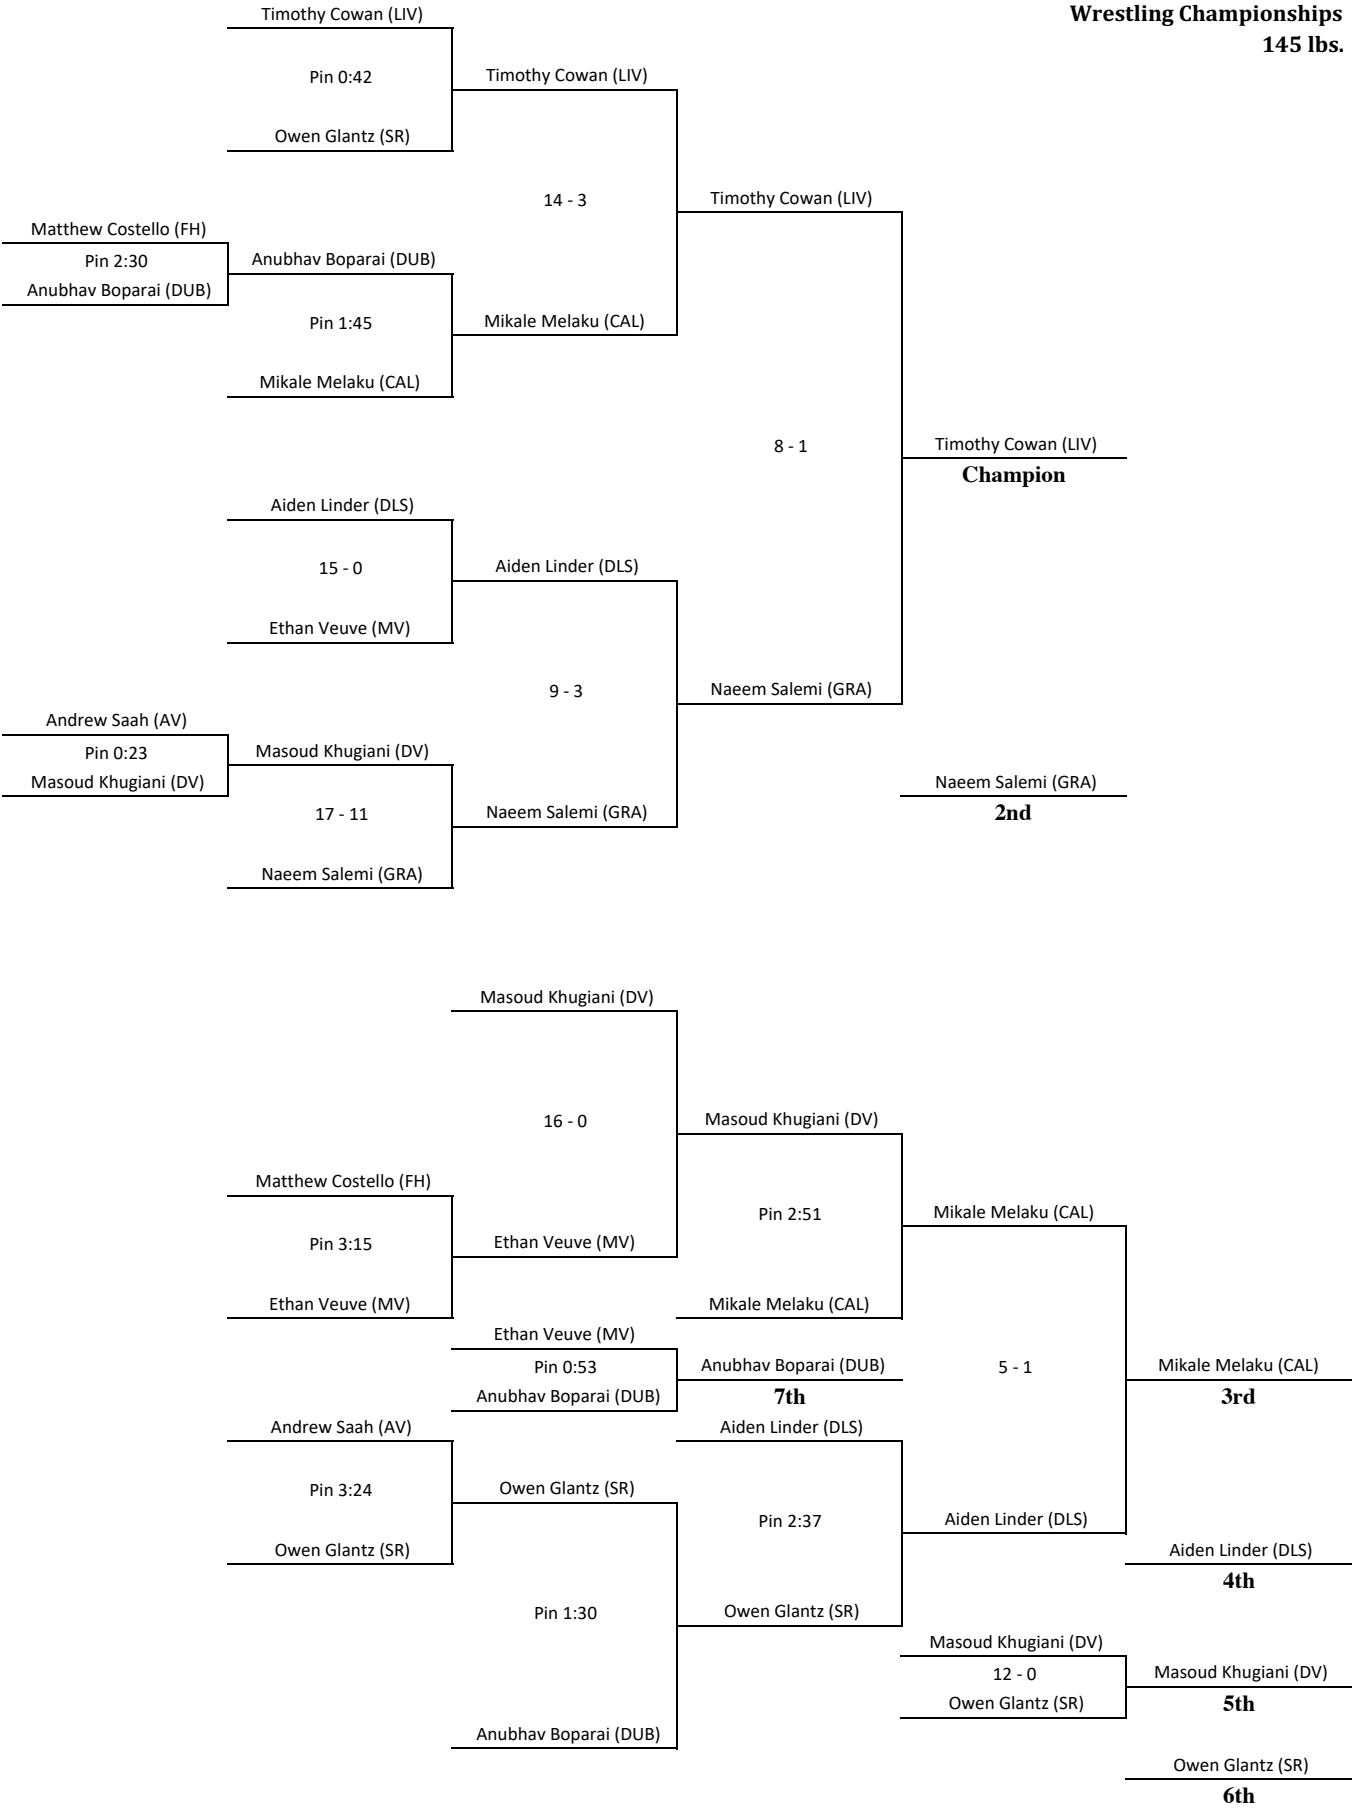 Timothy Cowan (LIV)
Wrestling Championships
145 lbs.
Pin 0:42
Timothy Cowan (LIV)
Owen Glantz (SR)
14 - 3
Timothy Cowan (LIV)
Matthew Costello (FH)
Pin 2:30
Anubhav Boparai (DUB)
Anubhav Boparai (DUB)
Pin 1:45
Mikale Melaku (CAL)
Mikale Melaku (CAL)
8 - 1
Timothy Cowan (LIV)
Champion
Aiden Linder (DLS)
15 - 0
Aiden Linder (DLS)
Ethan Veuve (MV)
9 - 3
Naeem Salemi (GRA)
Andrew Saah (AV)
Pin 0:23
Masoud Khugiani (DV)
Masoud Khugiani (DV)
17 - 11
Naeem Salemi (GRA)
Naeem Salemi (GRA)
Naeem Salemi (GRA)
2nd
Masoud Khugiani (DV)
16 - 0
Masoud Khugiani (DV)
Matthew Costello (FH)
Pin 3:15
Ethan Veuve (MV)
Ethan Veuve (MV)
Pin 2:51
Mikale Melaku (CAL)
Mikale Melaku (CAL)
Ethan Veuve (MV)
Pin 0:53
Anubhav Boparai (DUB)
Anubhav Boparai (DUB)
7th
5 - 1
Mikale Melaku (CAL)
3rd
Andrew Saah (AV)
Pin 3:24
Owen Glantz (SR)
Owen Glantz (SR)
Aiden Linder (DLS)
Pin 2:37
Aiden Linder (DLS)
Aiden Linder (DLS)
4th
Pin 1:30
Owen Glantz (SR)
Anubhav Boparai (DUB)
Masoud Khugiani (DV)
12 - 0
Owen Glantz (SR)
Masoud Khugiani (DV)
5th
Owen Glantz (SR)
6th